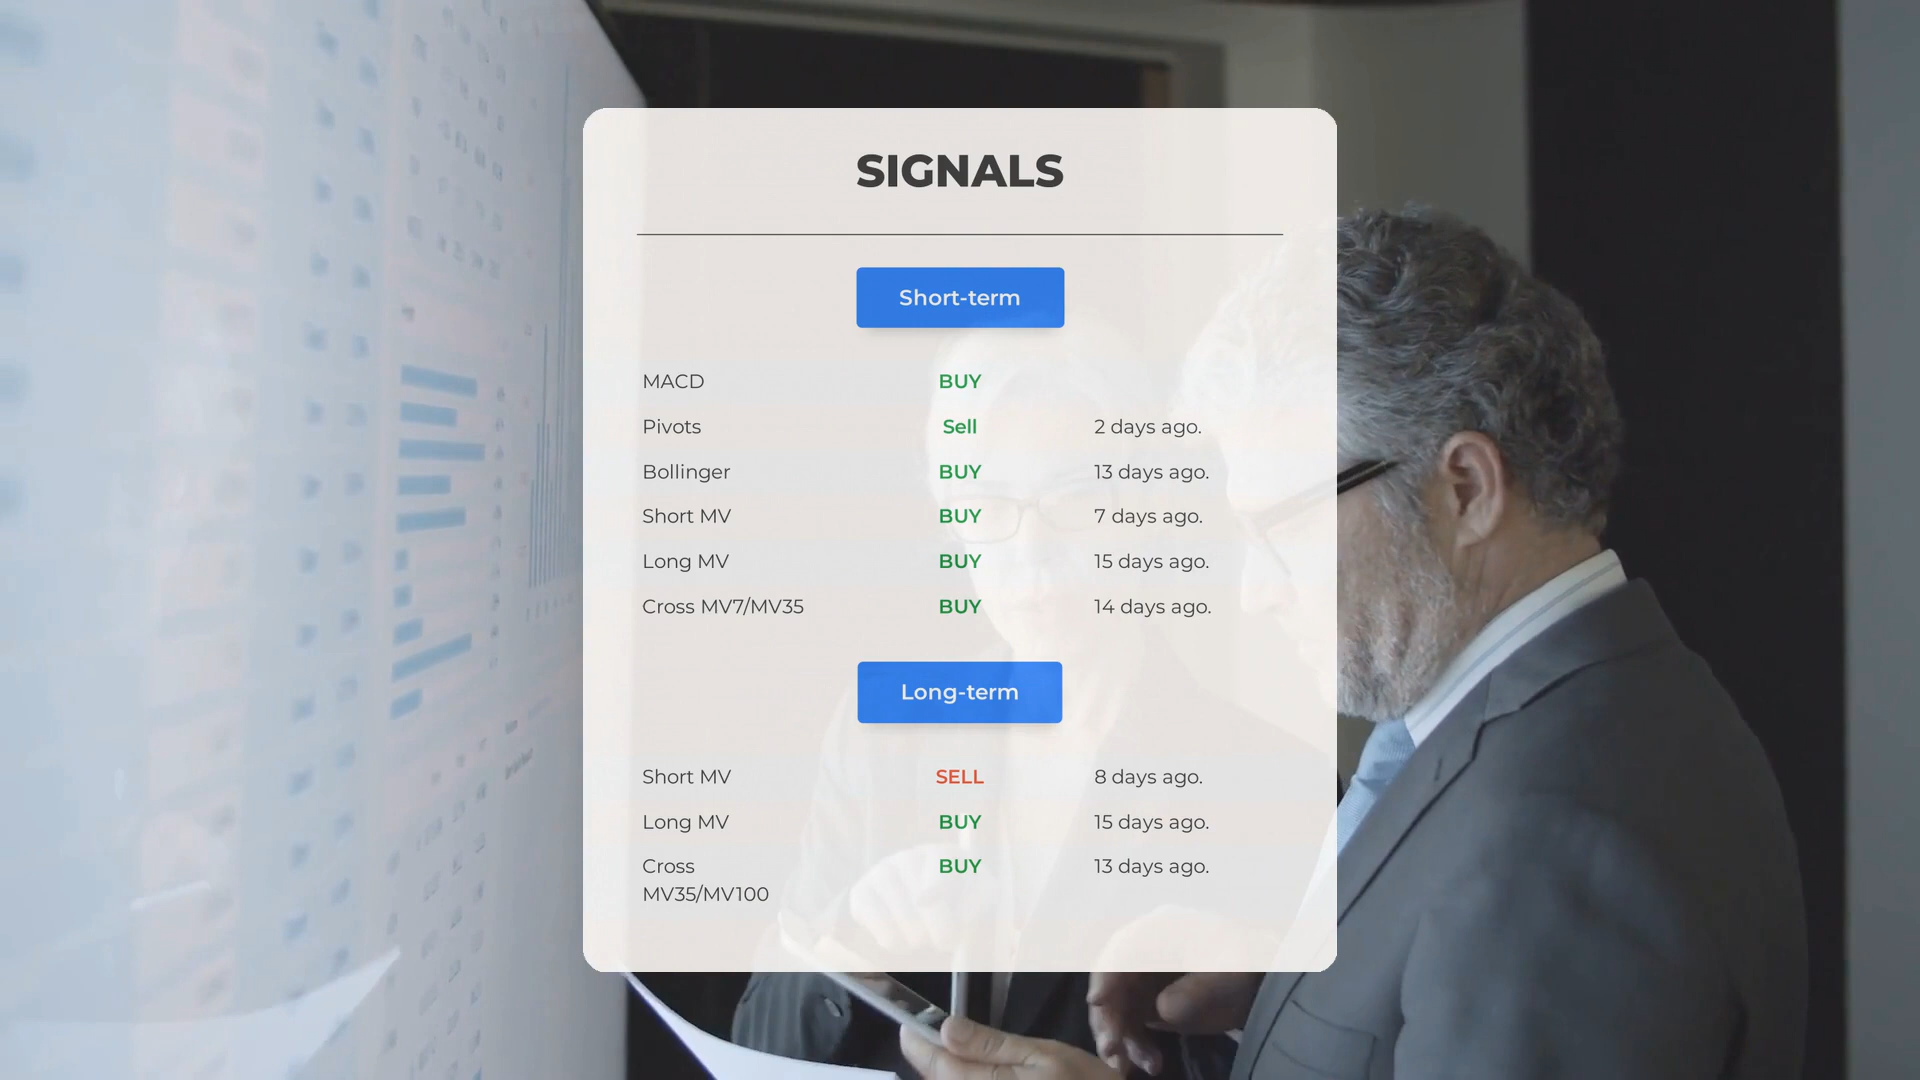 SIGNALS
Short-term
MACD BUY
Pivots Sell 2 days ago.
Bollinger BUY 13 days ago.
Short MV BUY 7 days ago.
Long MV BUY 15 days ago.
Cross MV7/MV35 BUY 14 days ago.
Long-term
Short MV SELL 8 days ago.
Long MV BUY 15 days ago.
Cross BUY 13 days ago.
MV35/MV100